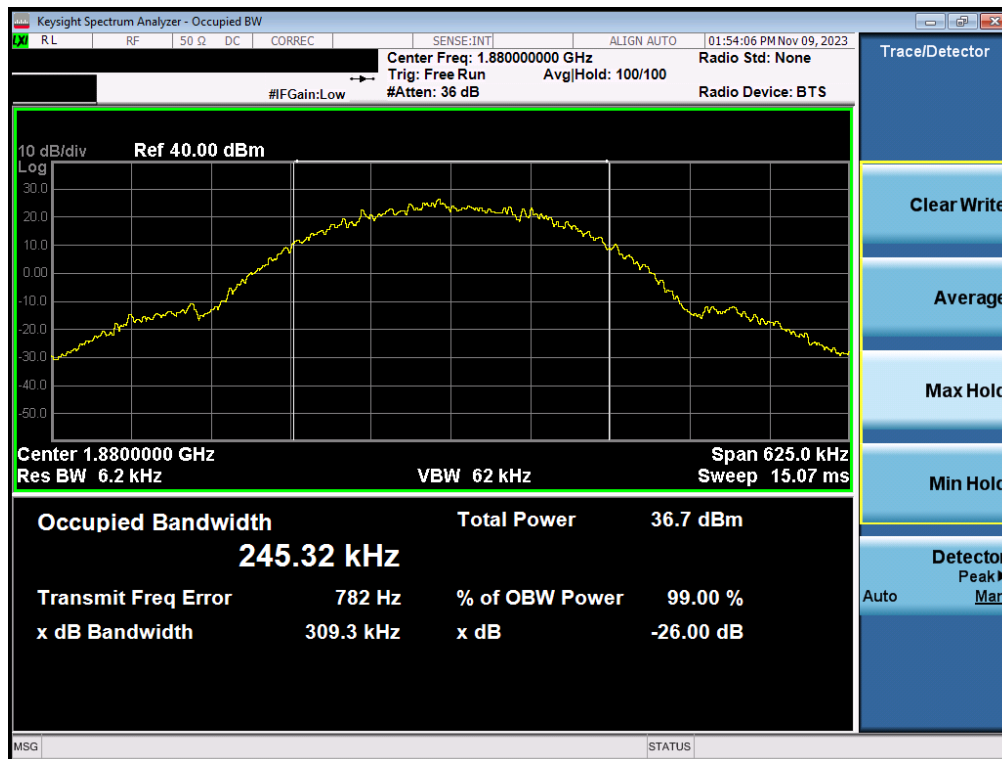 Keysight Spectrum Analyzer - Occupied BW
LXI RL RF 50 Ω DC CORREC SENSE:INT ALIGN AUTO 01:54:06 PM Nov 09, 2023
Center Freq: 1.880000000 GHz Radio Std: None
Trig: Free Run Avg|Hold: 100/100
#IFGain:Low #Atten: 36 dB Radio Device: BTS
10 dB/div Ref 40.00 dBm
Log
30.0
20.0
10.0
0.00
-10.0
-20.0
-30.0
-40.0
-50.0
Center 1.8800000 GHz Span 625.0 kHz
Res BW 6.2 kHz VBW 62 kHz Sweep 15.07 ms
Occupied Bandwidth Total Power 36.7 dBm
245.32 kHz
Transmit Freq Error 782 Hz % of OBW Power 99.00 %
x dB Bandwidth 309.3 kHz x dB -26.00 dB
MSG STATUS
Trace/Detector
Clear Write
Average
Max Hold
Min Hold
Detector
Peak
Auto Man